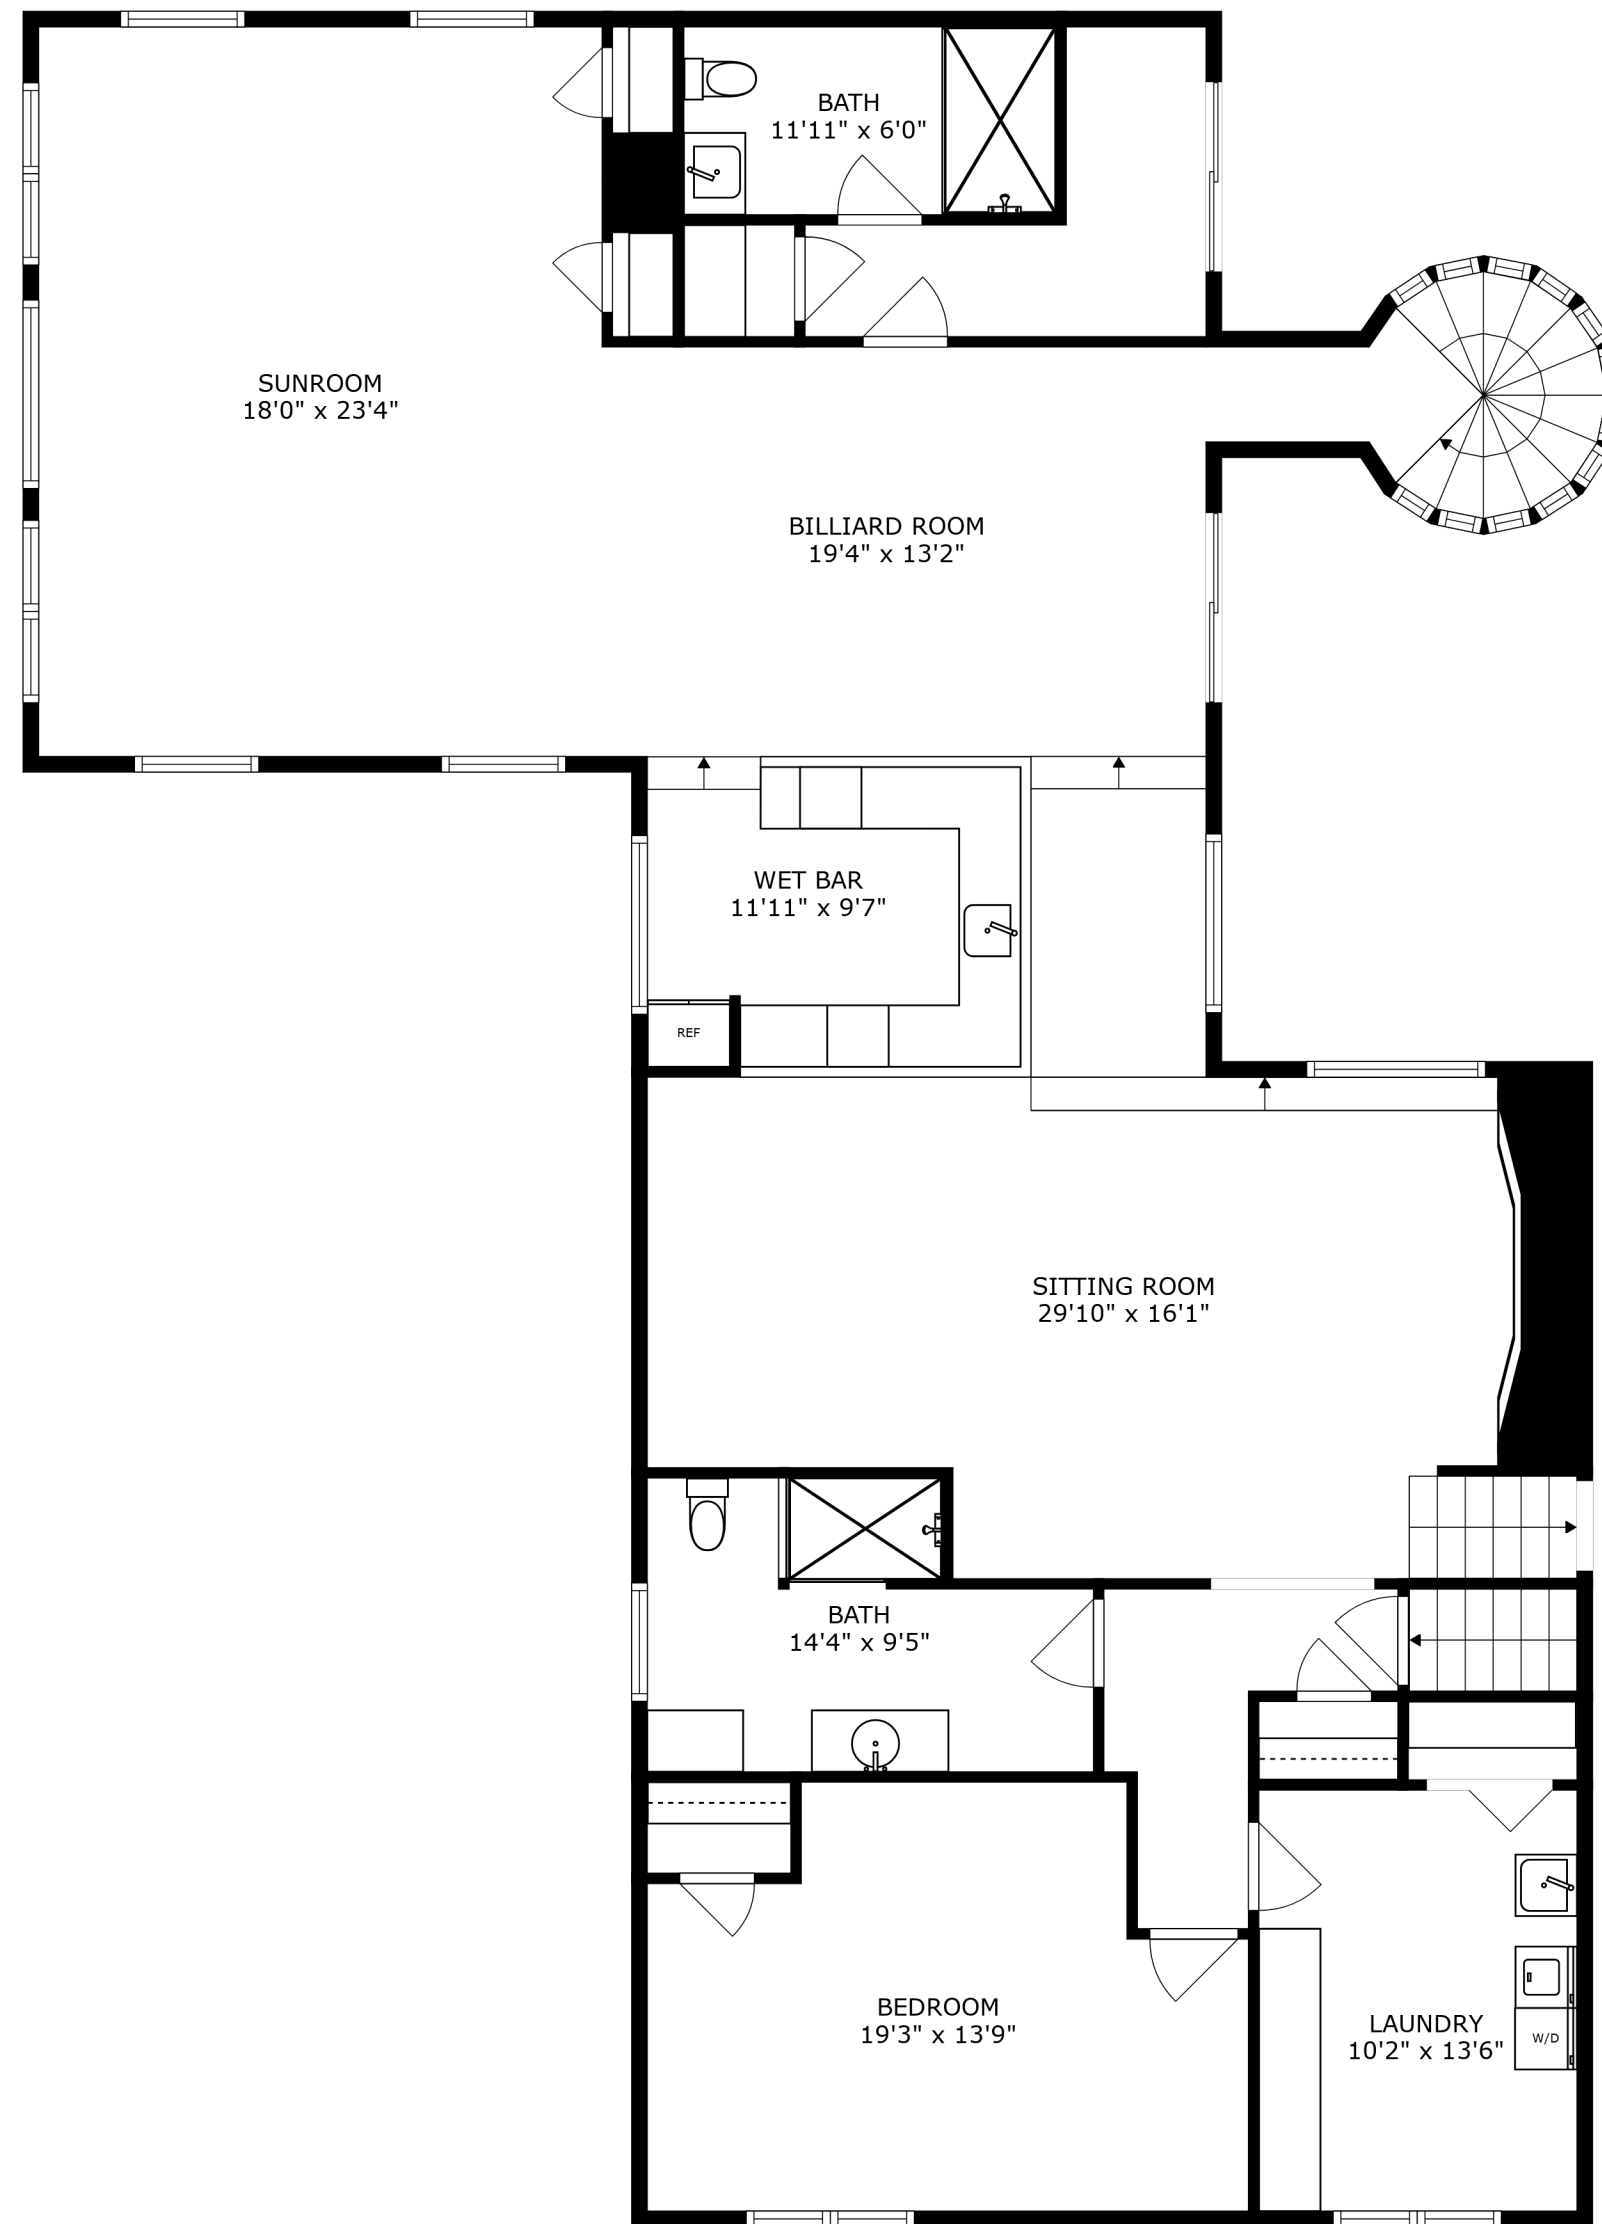 BATH
11'11" x 6'0"
SUNROOM
18'0" x 23'4"
BILLIARD ROOM
19'4" x 13'2"
WET BAR
11'11" x 9'7"
REF
SITTING ROOM
29'10" x 16'1"
BATH
14'4" x 9'5"
BEDROOM
19'3" x 13'9"
LAUNDRY
10'2" x 13'6"
W/D